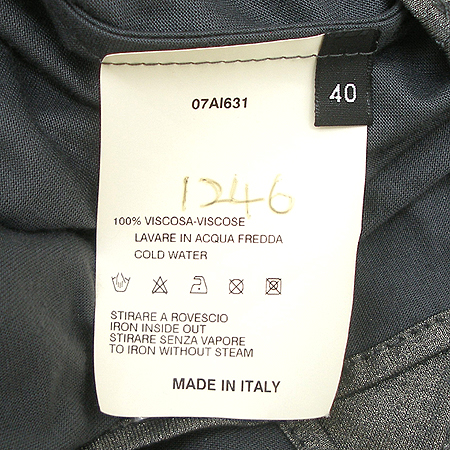 40
07AI631
1246
100% VISCOSA-VISCOSE
LAVARE IN ACQUA FREDDA
COLD WATER
STIRARE A ROVESCIO
IRON INSIDE OUT
STIRARE SENZA VAPORE
TO IRON WITHOUT STEAM
MADE IN ITALY